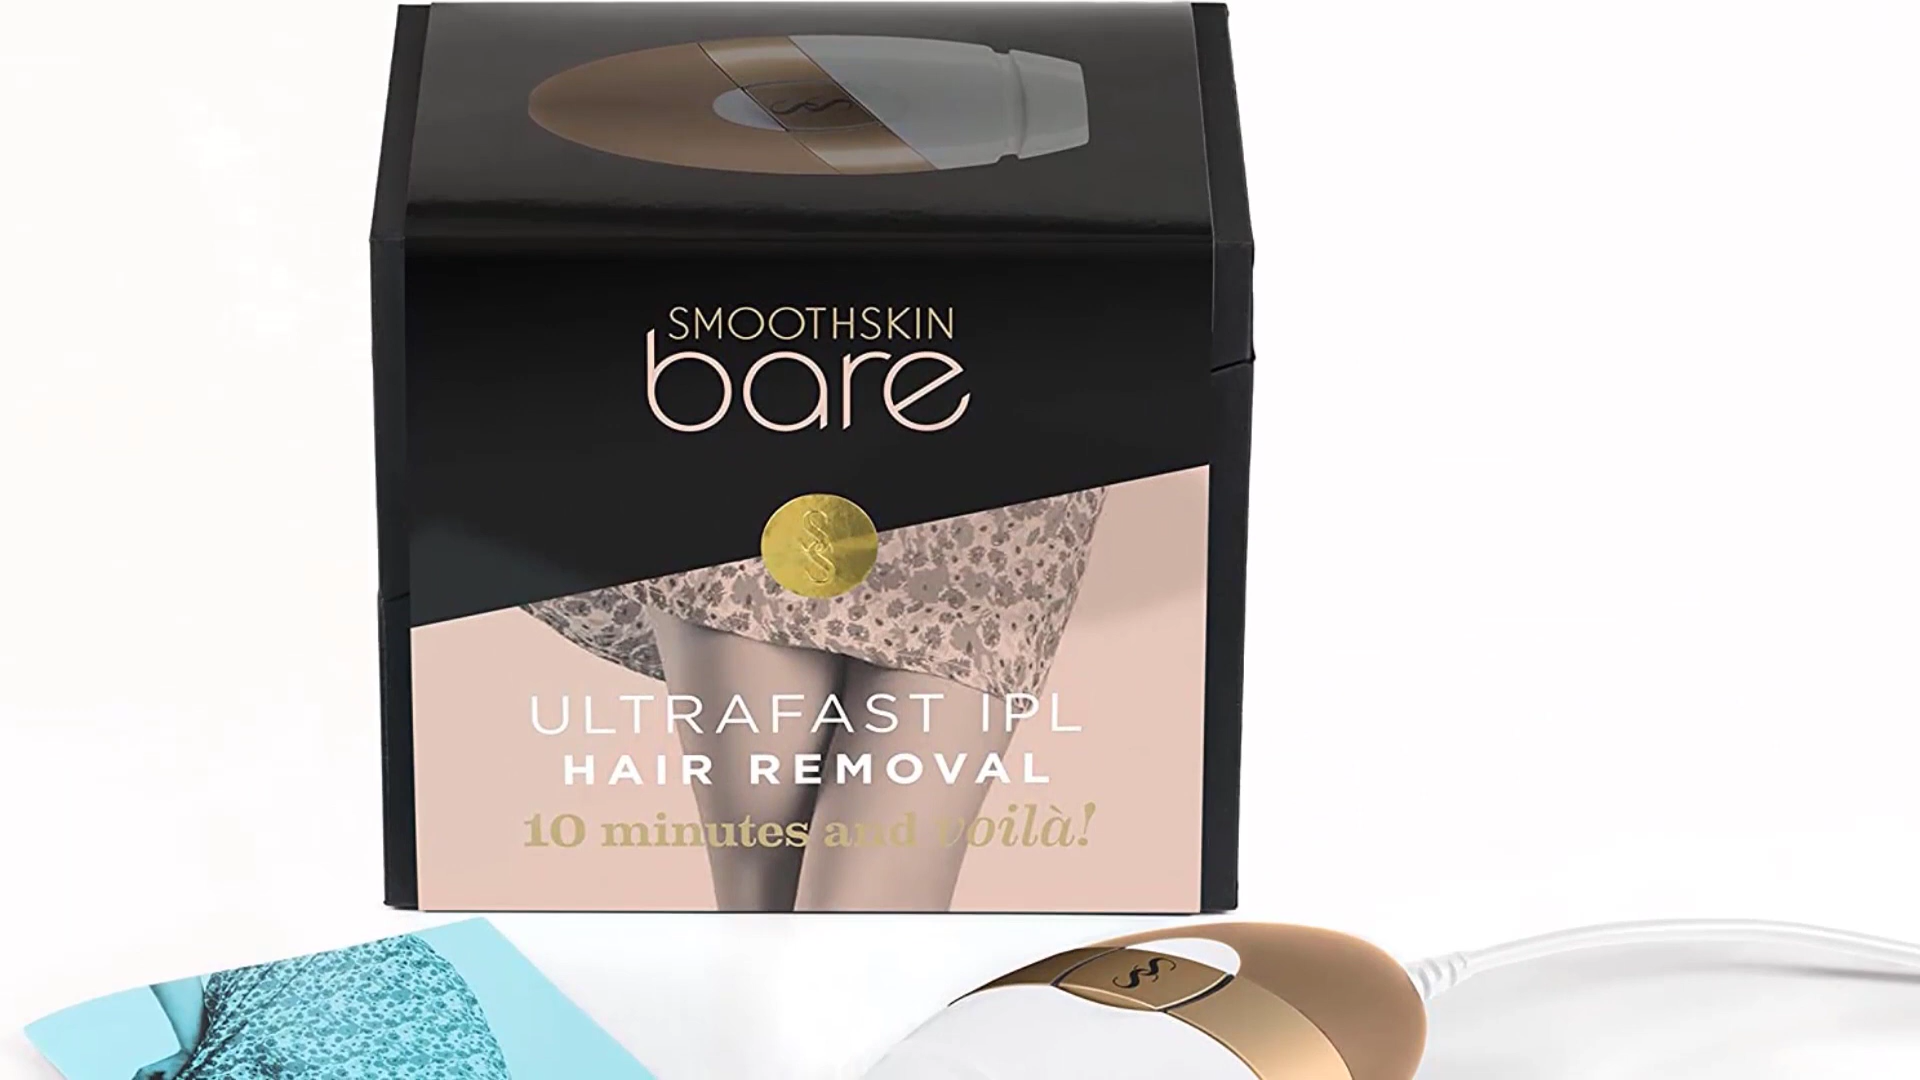 SMOOTHSKIN
bare
ULTRAFAST IPL
HAIR REMOVAL
10 minutes and voilà!